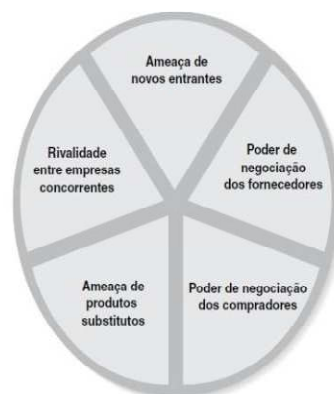 Ameaça de
novos entrantes
Rivalidade
entre empresas
concorrentes
Poder de
negociação
dos fornecedores
Ameaça de
produtos
substitutos
Poder de negociação
dos compradores